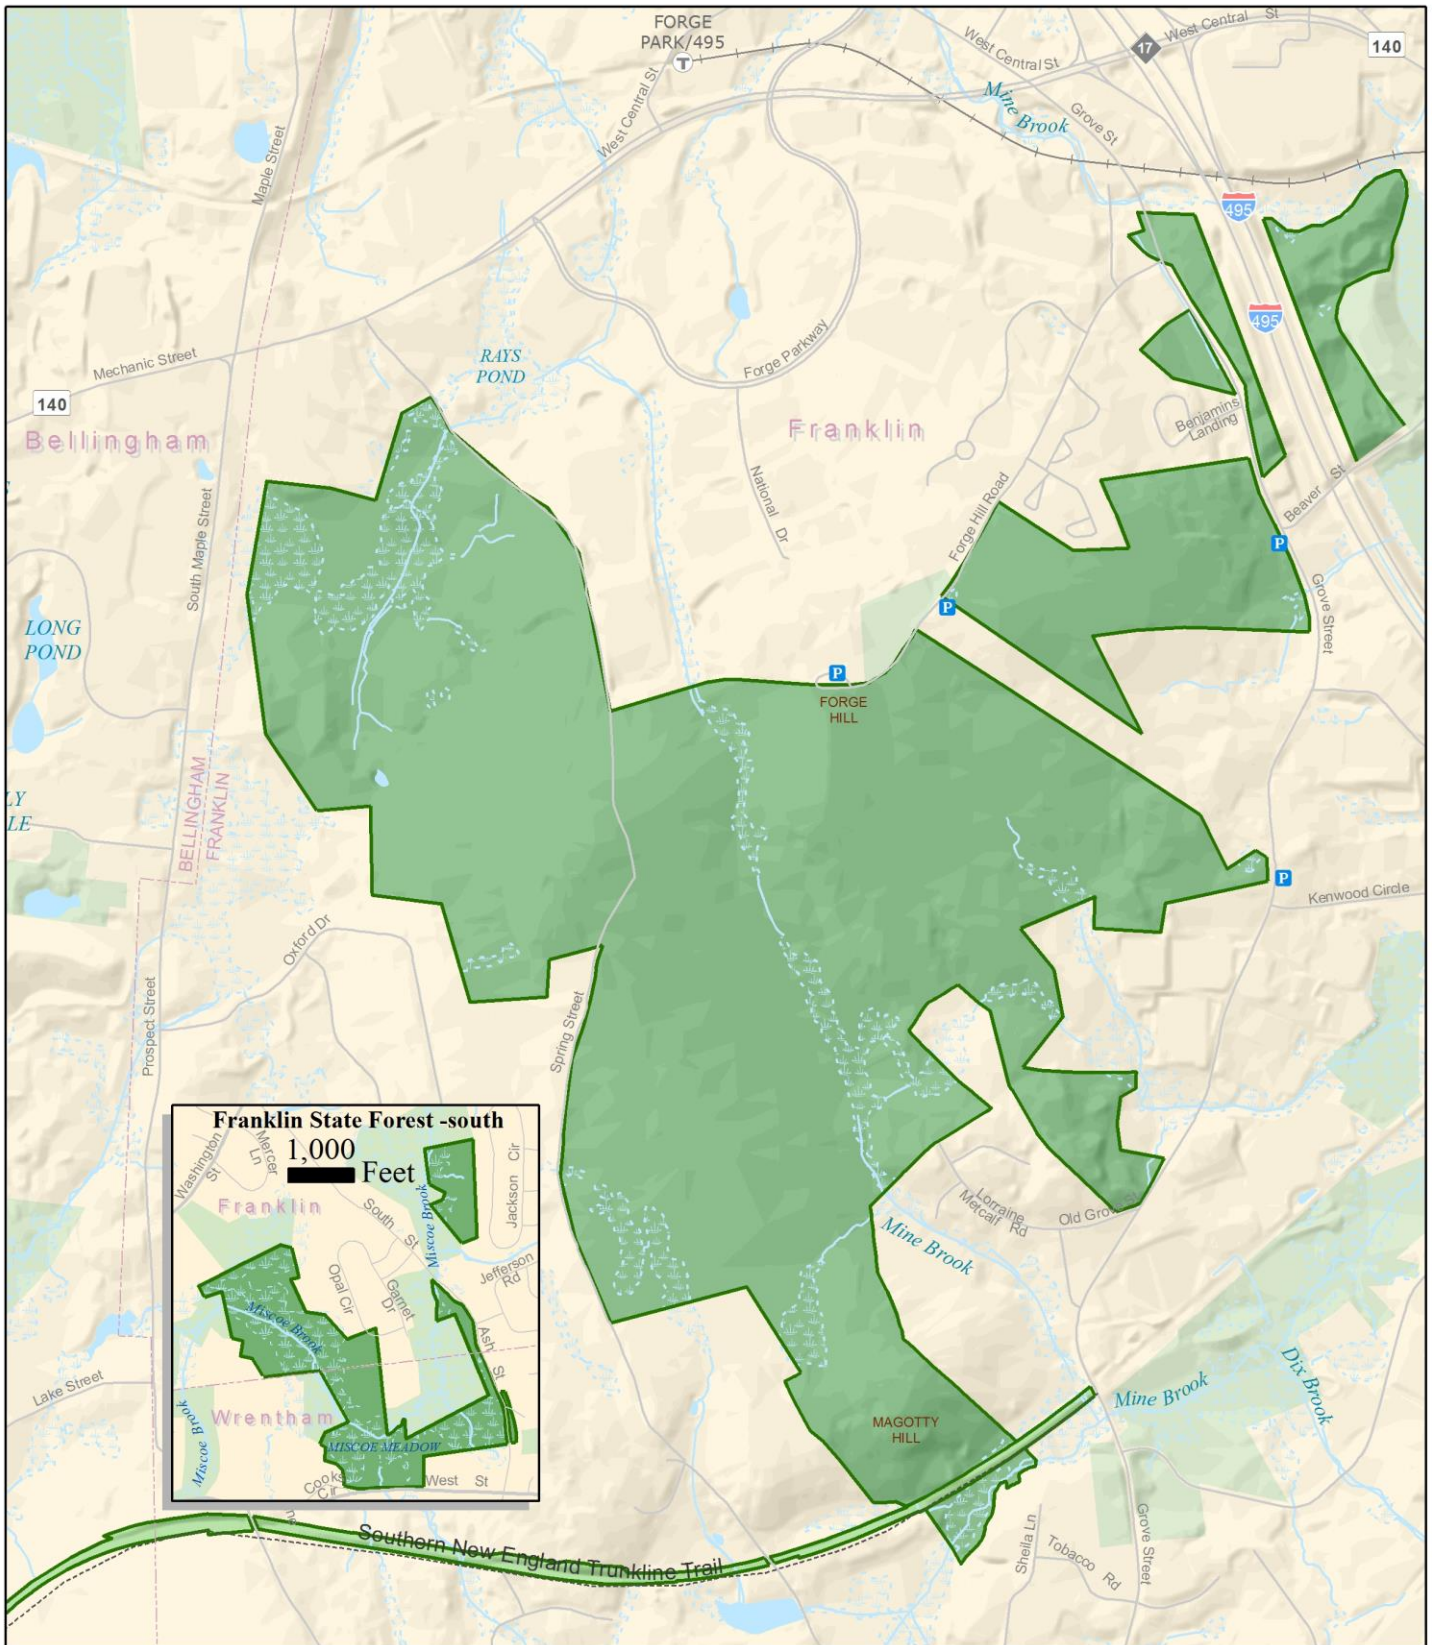 FORGE
PARK/495
T
West Central St
17
West Central St
140
Mine
Brook
Grove St
West Central St
Maple Street
495
495
Mechanic Street
140
RAYS
POND
Forge Parkway
Bellingham
Franklin
Benjamins
Landing
National Dr
Forge Hill Road
Beaver St
South Maple Street
P
P
Grove Street
LONG
POND
P
FORGE
HILL
BELLINGHAM
FRANKLIN
LY
LE
P
Kenwood Circle
Oxford Dr
Prospect Street
Spring Street
Franklin State Forest -south
1,000
Feet
Washington
St
Mercer
Ln
Franklin
South St
Miscoe Brook
Jackson Cir
Jefferson
Rd
Opal Cir
Garnet
Dr
Miscoe Brook
Ash St
Wrentham
Miscoe Brook
MISCOE MEADOW
Cooks
Cir
West St
Lorraine
Metcalf Rd
Old Grove St
Mine Brook
Lake Street
Dix Brook
Mine Brook
MAGOTTY
HILL
Southern New England Trunkline Trail
Sheila Ln
Tobacco Rd
Grove Street